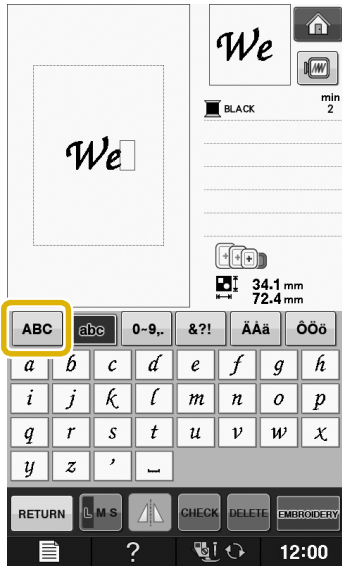 We
We
BLACK
min
2
34.1 mm
72.4 mm
ABC abc 0~9,. &?! ÄÅä ÔÖö
a b c d e f g h
i j k l m n o p
q r s t u v w x
y z ’ ⎵
RETURN L M S CHECK DELETE EMBROIDERY
? 12:00